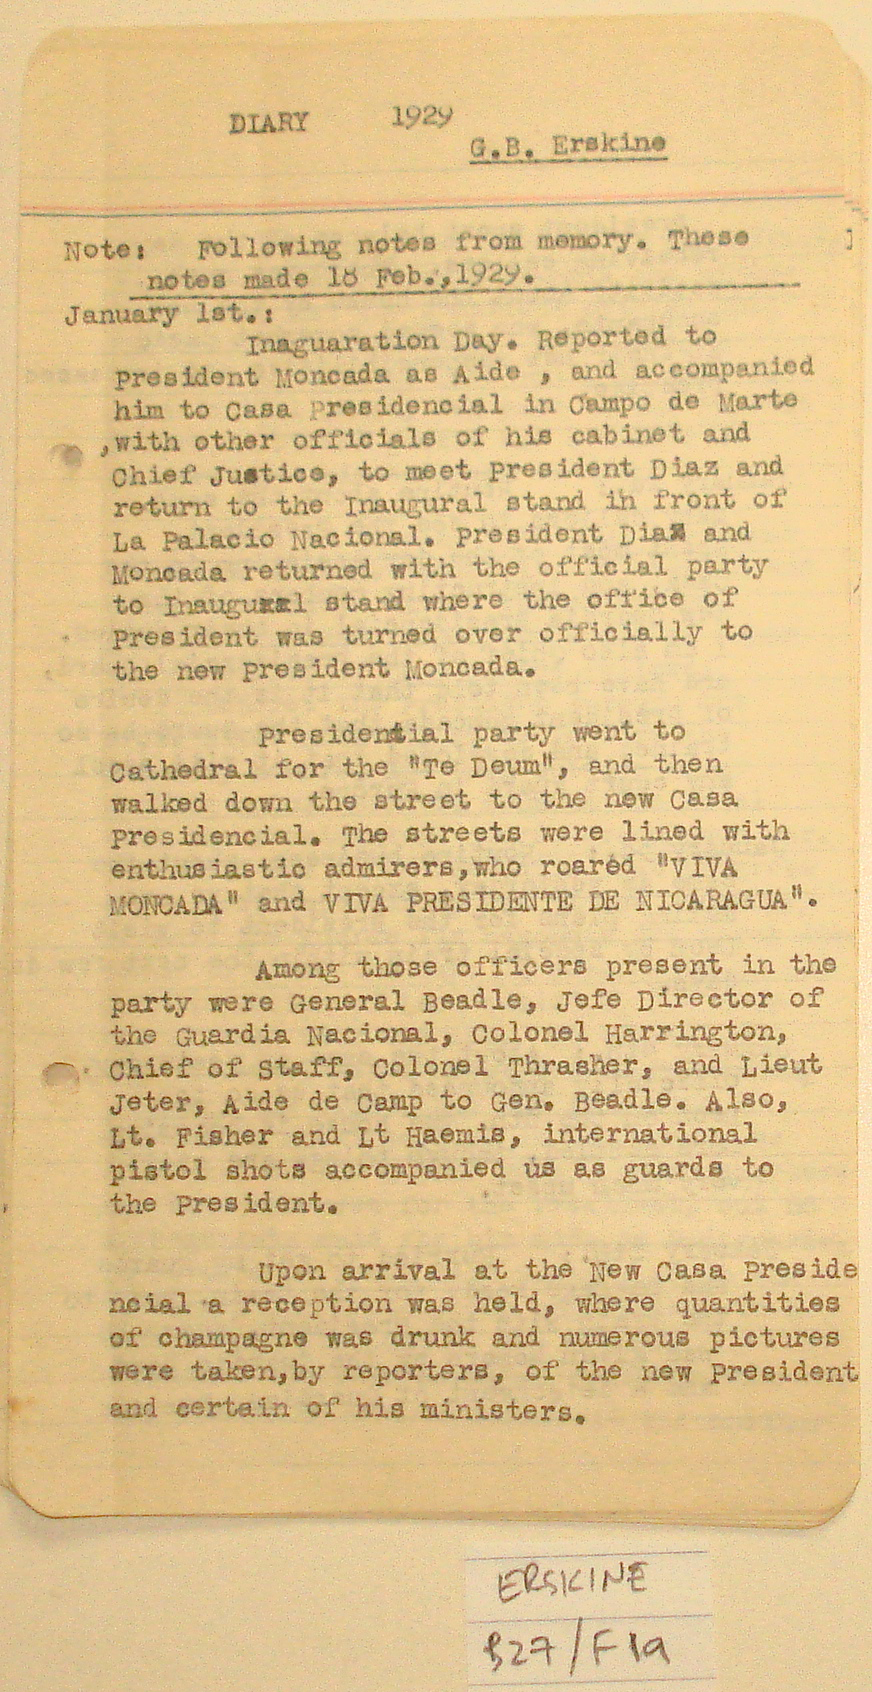 DIARY 1929
G.B. Erskine
Note: Following notes from memory. These
notes made 18 Feb.,1929.
January 1st.:
Inaguaration Day. Reported to
President Moncada as Aide , and accompanied
him to Casa Presidencial in Campo de Marte
,with other officials of his cabinet and
Chief Justice, to meet President Diaz and
return to the Inaugural stand in front of
La Palacio Nacional. President Diaz and
Moncada returned with the official party
to Inaugural stand where the office of
President was turned over officially to
the new President Moncada.
Presidential party went to
Cathedral for the "Te Deum", and then
walked down the street to the new Casa
Presidencial. The streets were lined with
enthusiastic admirers,who roared "VIVA
MONCADA" and VIVA PRESIDENTE DE NICARAGUA".
Among those officers present in the
party were General Beadle, Jefe Director of
the Guardia Nacional, Colonel Harrington,
Chief of Staff, Colonel Thrasher, and Lieut
Jeter, Aide de Camp to Gen. Beadle. Also,
Lt. Fisher and Lt Haemis, international
pistol shots accompanied us as guards to
the President.
Upon arrival at the New Casa Preside
ncial a reception was held, where quantities
of champagne was drunk and numerous pictures
were taken,by reporters, of the new President
and certain of his ministers.
ERSKINE
B27/F19